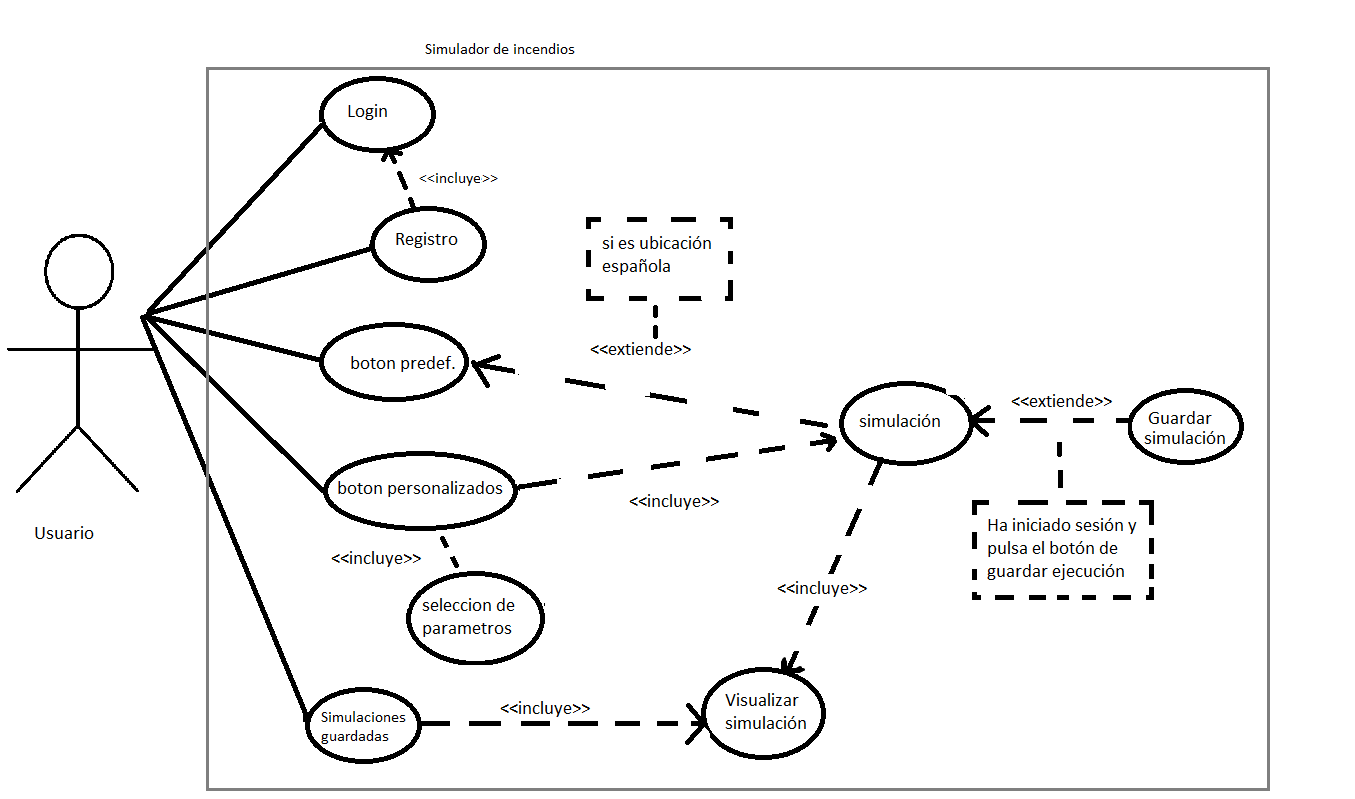 Simulador de incendios
Login
<<incluye>>
Registro
si es ubicación
española
<<extiende>>
boton predef.
simulación
<<extiende>>
Guardar
simulación
boton personalizados
<<incluye>>
Ha iniciado sesión y
pulsa el botón de
guardar ejecución
Usuario
<<incluye>>
seleccion de
parametros
<<incluye>>
Simulaciones
guardadas
<<incluye>>
Visualizar
simulación